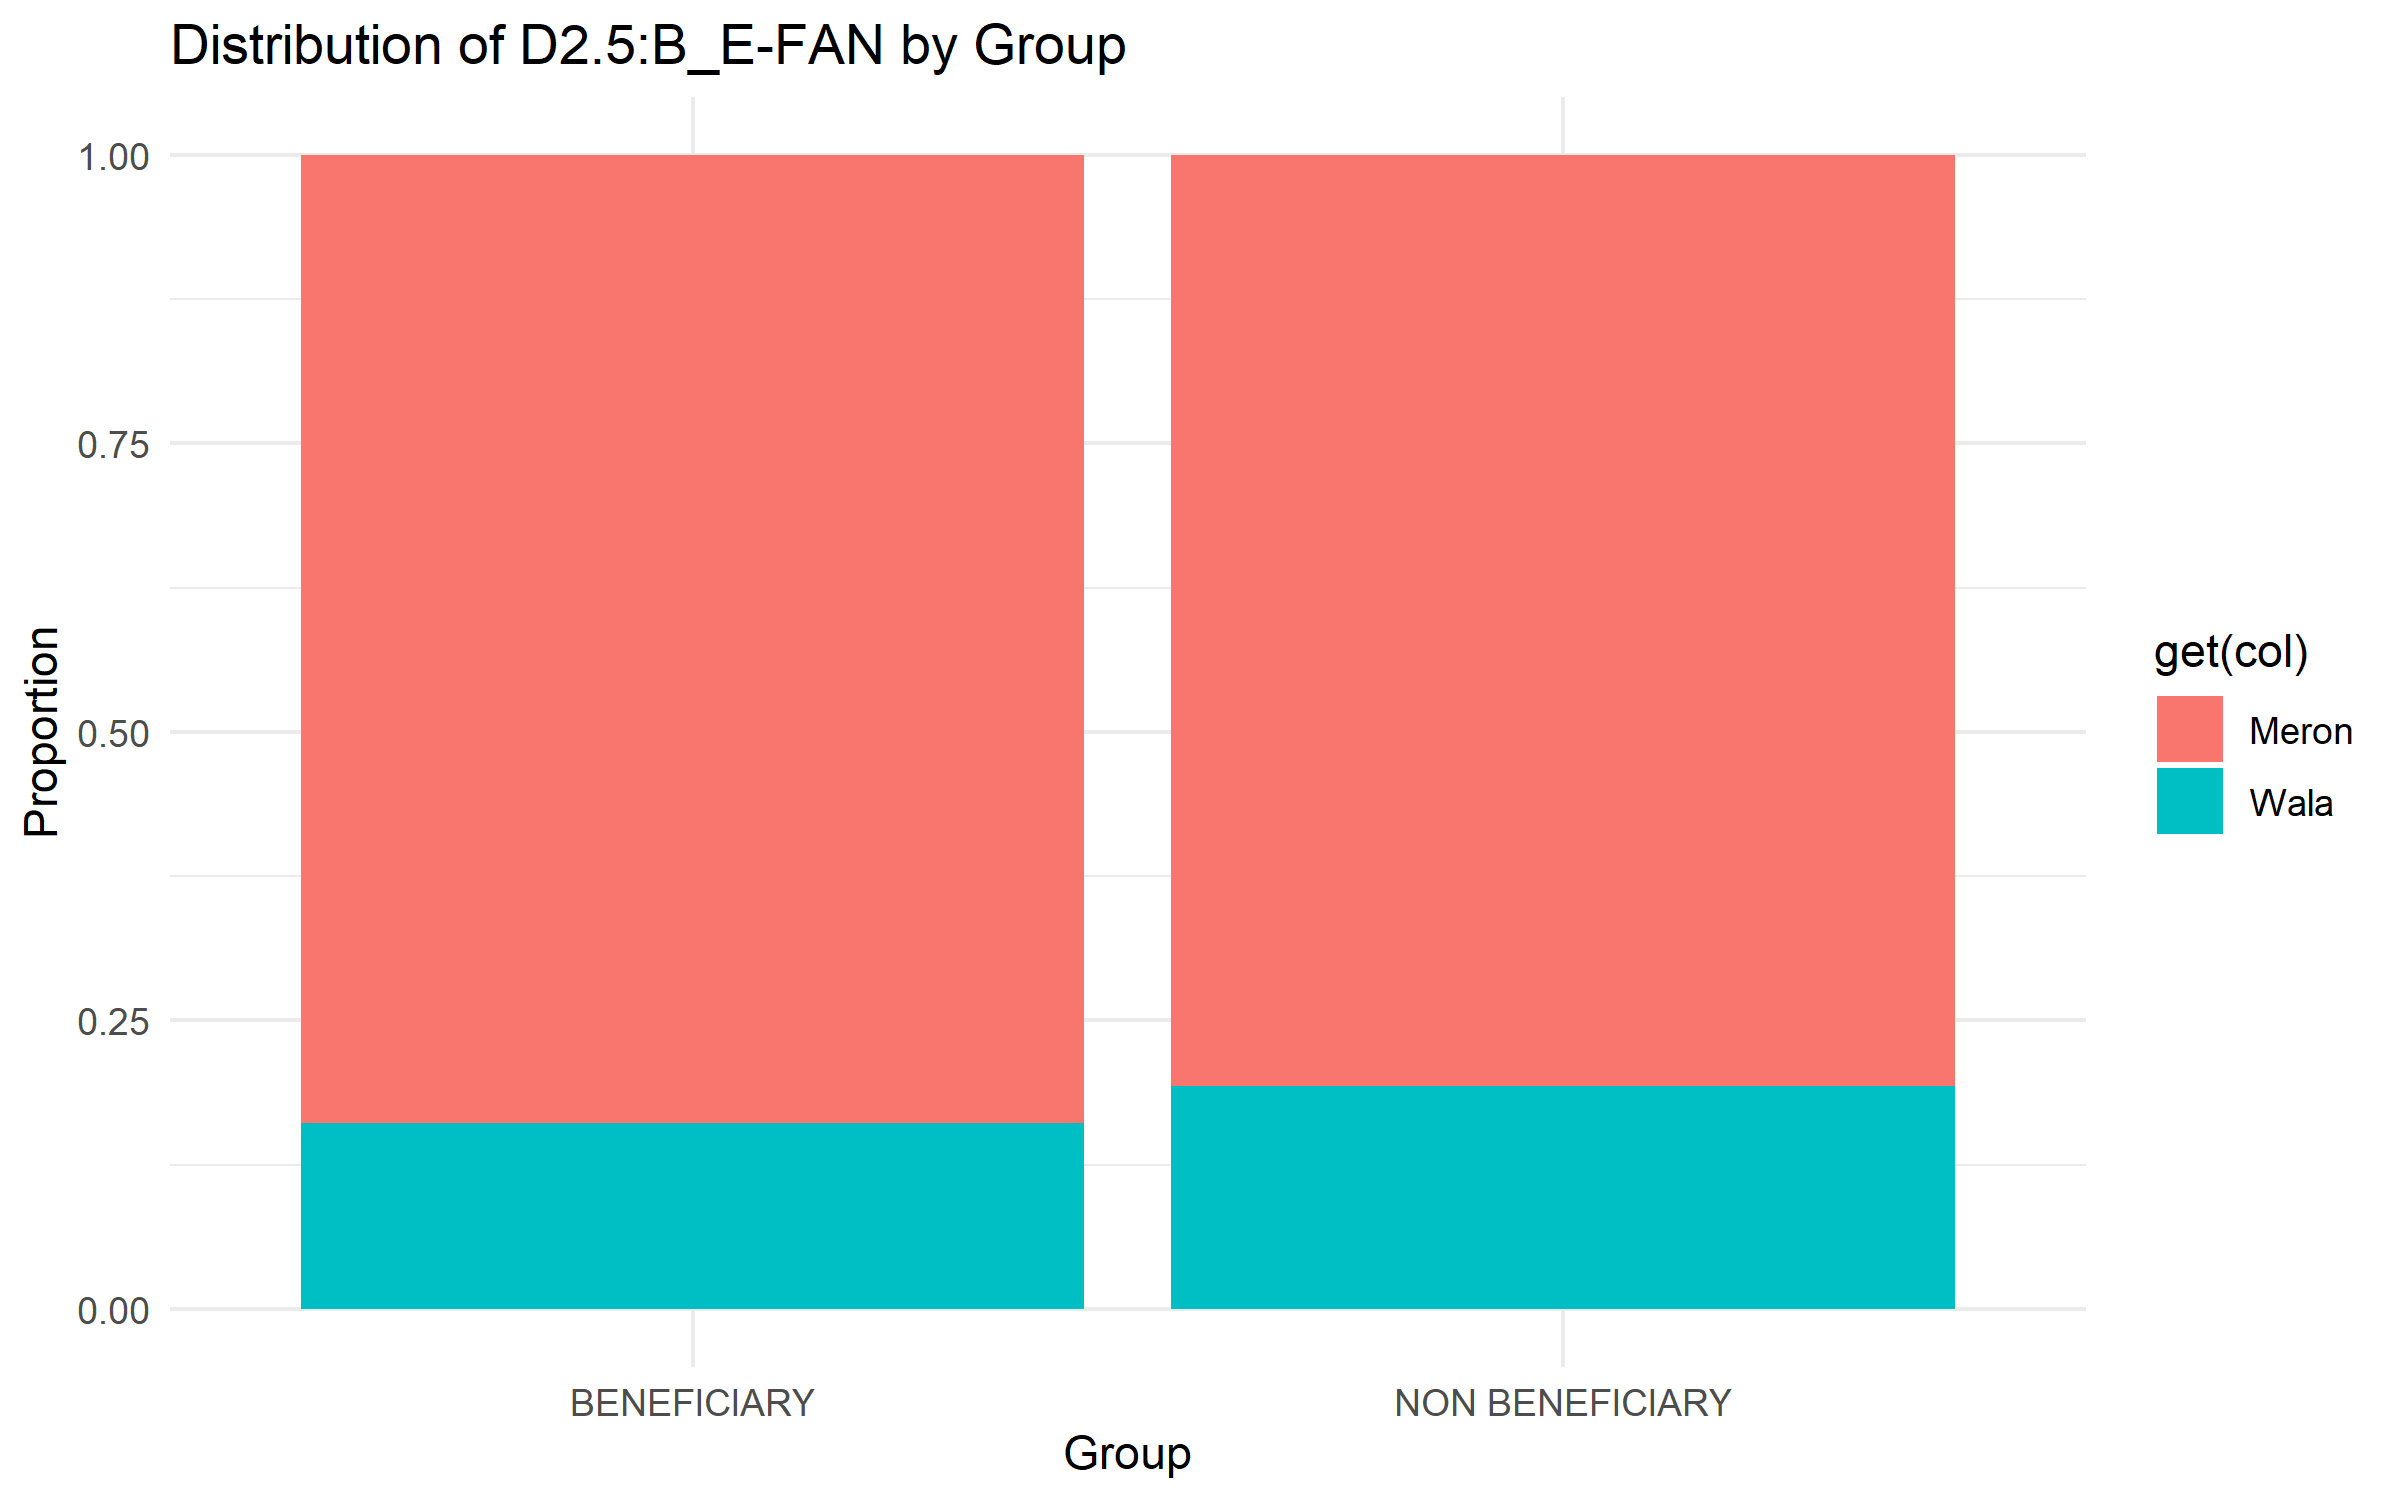 Distribution of D2.5:B_E-FAN by Group
1.00
0.75
0.50
0.25
0.00
Proportion
BENEFICIARY
NON BENEFICIARY
Group
get(col)
Meron
Wala